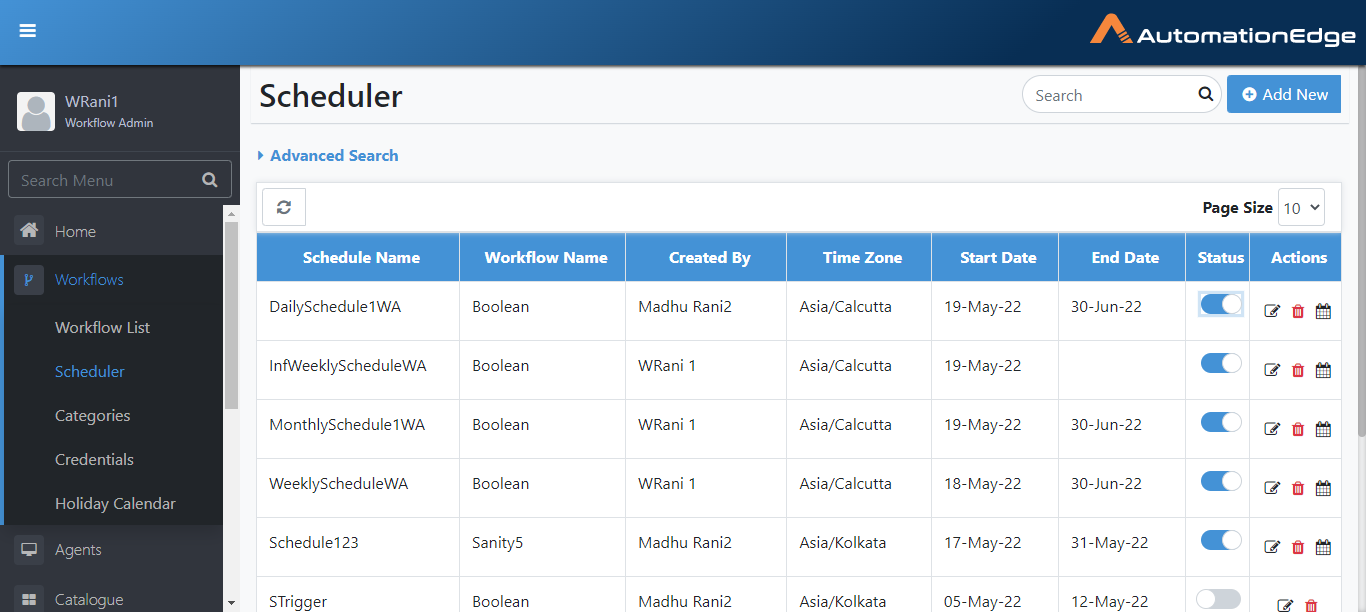 AutomationEdge
WRani1
Workflow Admin
Search Menu
Home
Workflows
Workflow List
Scheduler
Categories
Credentials
Holiday Calendar
Agents
Catalogue
Scheduler
Search
Add New
Advanced Search
Page Size 10
Schedule Name Workflow Name Created By Time Zone Start Date End Date Status Actions
DailySchedule1WA Boolean Madhu Rani2 Asia/Calcutta 19-May-22 30-Jun-22
InfWeeklyScheduleWA Boolean WRani 1 Asia/Calcutta 19-May-22
MonthlySchedule1WA Boolean WRani 1 Asia/Calcutta 19-May-22 30-Jun-22
WeeklyScheduleWA Boolean WRani 1 Asia/Calcutta 18-May-22 30-Jun-22
Schedule123 Sanity5 Madhu Rani2 Asia/Kolkata 17-May-22 31-May-22
STrigger Boolean Madhu Rani2 Asia/Kolkata 05-May-22 12-May-22